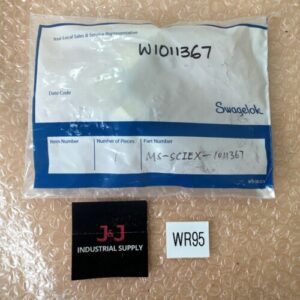 Your Local Sales & Service Representative
W1011367
Date Code
Swagelok
Item Number
Number of Pieces
Part Number
1
MS-SCIEX-1011367
J&J
INDUSTRIAL SUPPLY
WR95